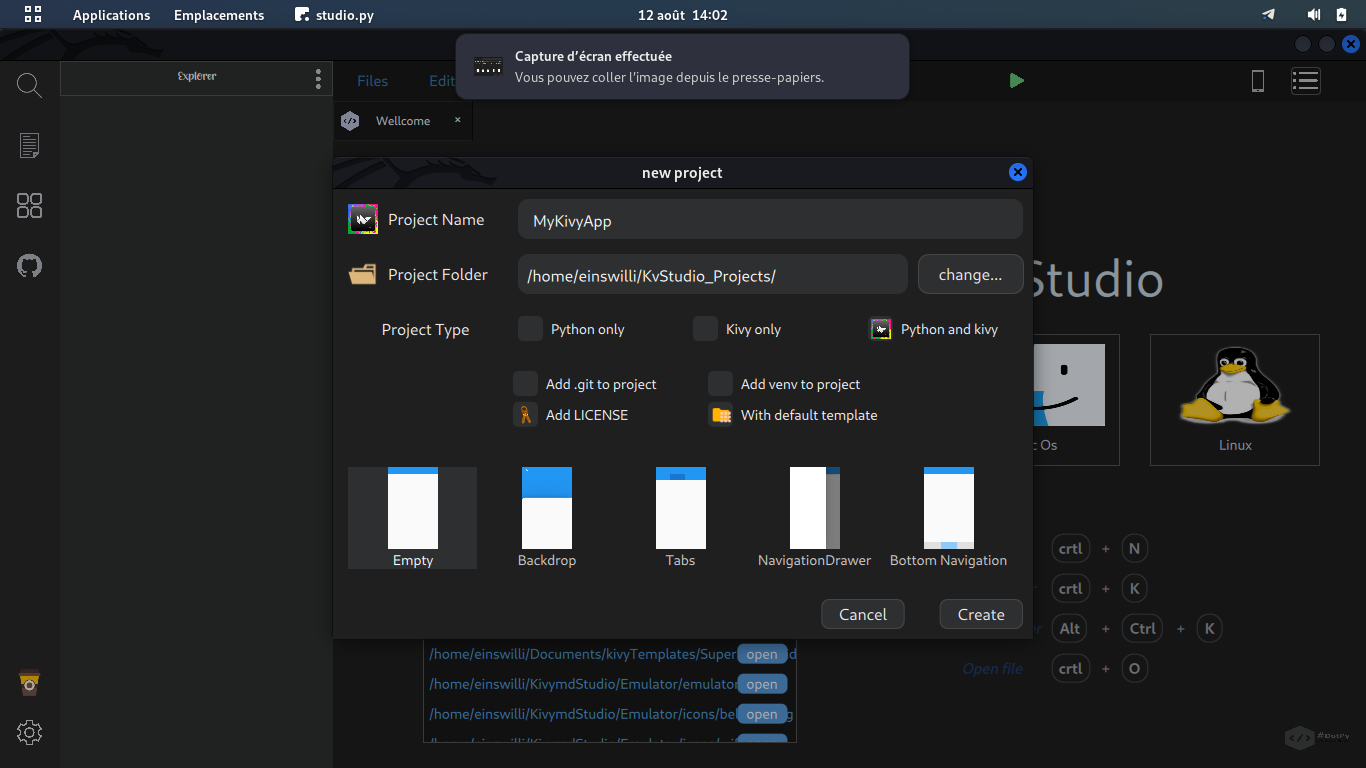 Applications Emplacements studio.py 12 août 14:02
Capture d'écran effectuée
Vous pouvez coller l'image depuis le presse-papiers.
Explorer
Files Edit
Wellcome ×
new project
Project Name MyKivyApp
Project Folder /home/einswilli/KvStudio_Projects/ change...
Studio
Project Type Python only Kivy only Python and kivy
Add .git to project Add venv to project
Add LICENSE With default template
Os
Linux
Empty Backdrop Tabs NavigationDrawer Bottom Navigation
crtl + N
crtl + K
Cancel Create
Alt + Ctrl + K
/home/einswilli/Documents/kivyTemplates/Super open id
Open file crtl + O
/home/einswilli/KivymdStudio/Emulator/emulator open
/home/einswilli/KivymdStudio/Emulator/icons/bel open g